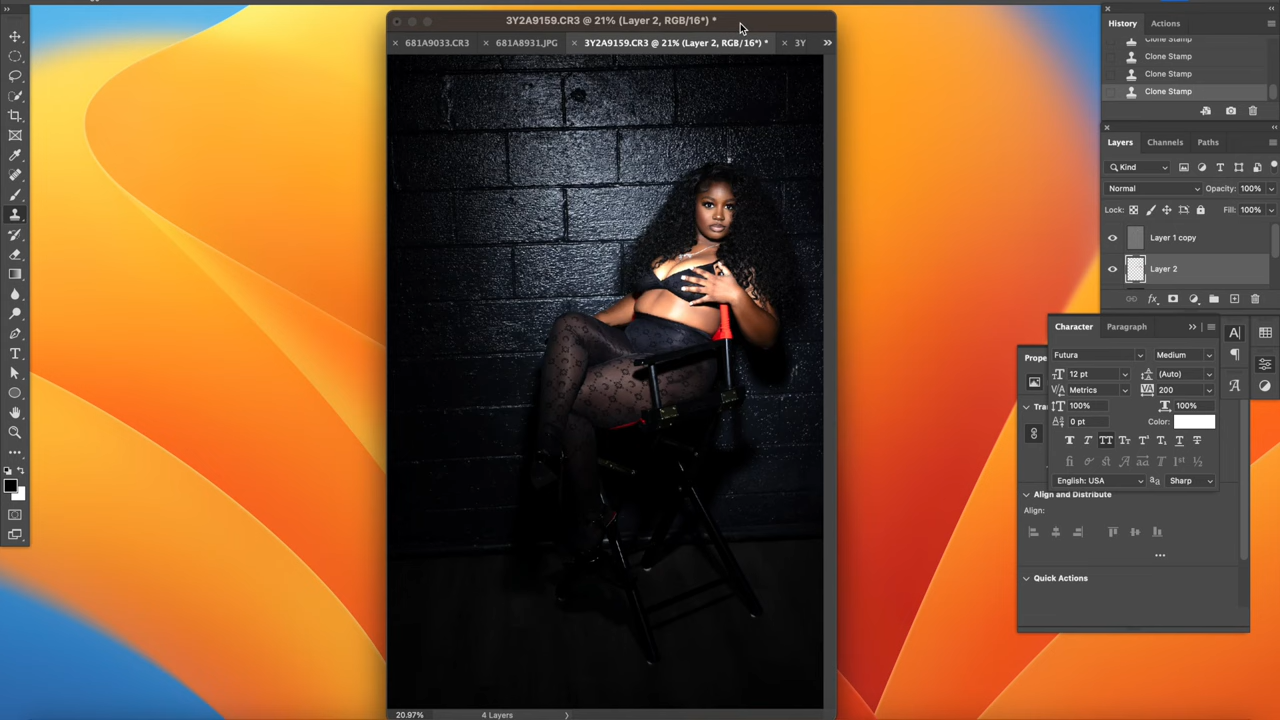 3Y2A9159.CR3 @ 21% (Layer 2, RGB/16*) *
681A9033.CR3
681A8931.JPG
3Y2A9159.CR3 @ 21% (Layer 2, RGB/16*) *
3Y
History
Actions
Clone Stamp
Clone Stamp
Clone Stamp
Clone Stamp
Layers
Channels
Paths
Kind
Normal
Opacity: 100%
Lock:
Fill: 100%
Layer 1 copy
Layer 2
Character
Paragraph
Futura
Medium
12 pt
(Auto)
Metrics
200
100%
100%
0 pt
Color:
English: USA
Sharp
Prope
Tra
Align and Distribute
Align:
Quick Actions
20.97%
4 Layers